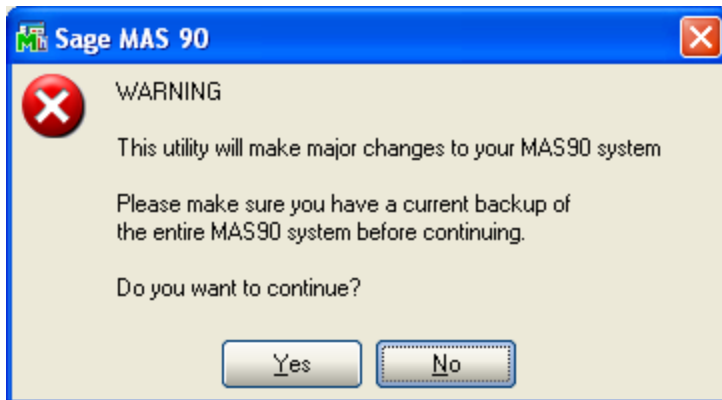 Sage MAS 90
WARNING
This utility will make major changes to your MAS90 system
Please make sure you have a current backup of
the entire MAS90 system before continuing.
Do you want to continue?
Yes
No